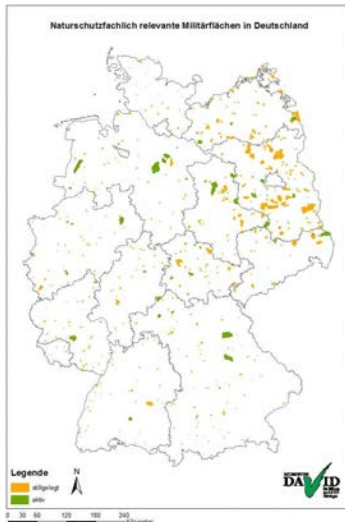 Naturschutzfachlich relevante Militärflächen in Deutschland
Legende
stillgelegt
aktiv
N
0 30 60 120 180 240
DAVID